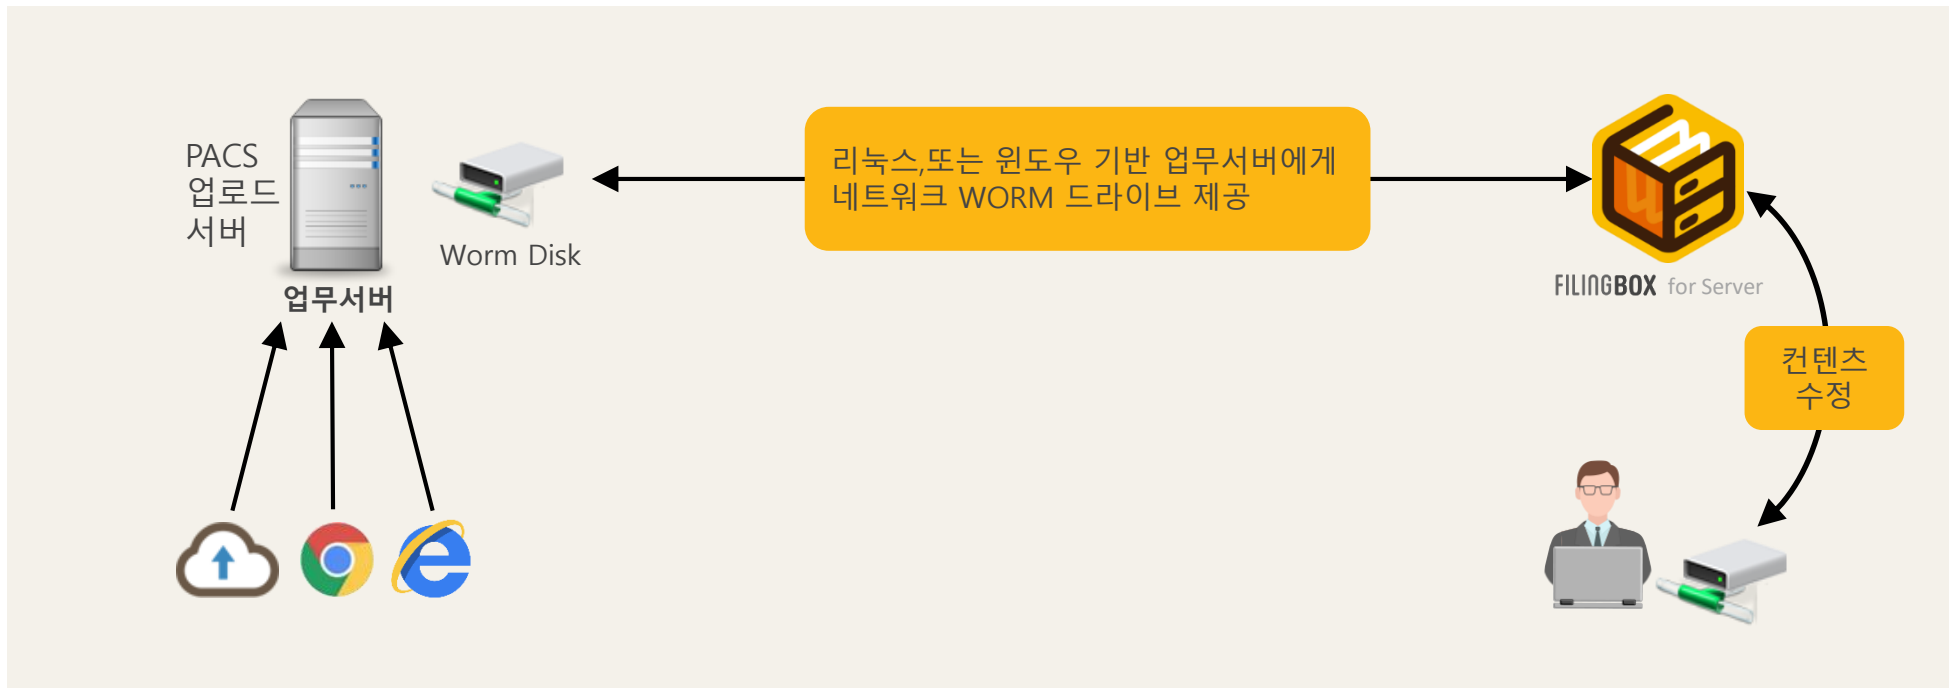 PACS
업로드
서버
Worm Disk
업무서버
리눅스,또는 윈도우 기반 업무서버에게
네트워크 WORM 드라이브 제공
FILINGBOX for Server
컨텐츠
수정